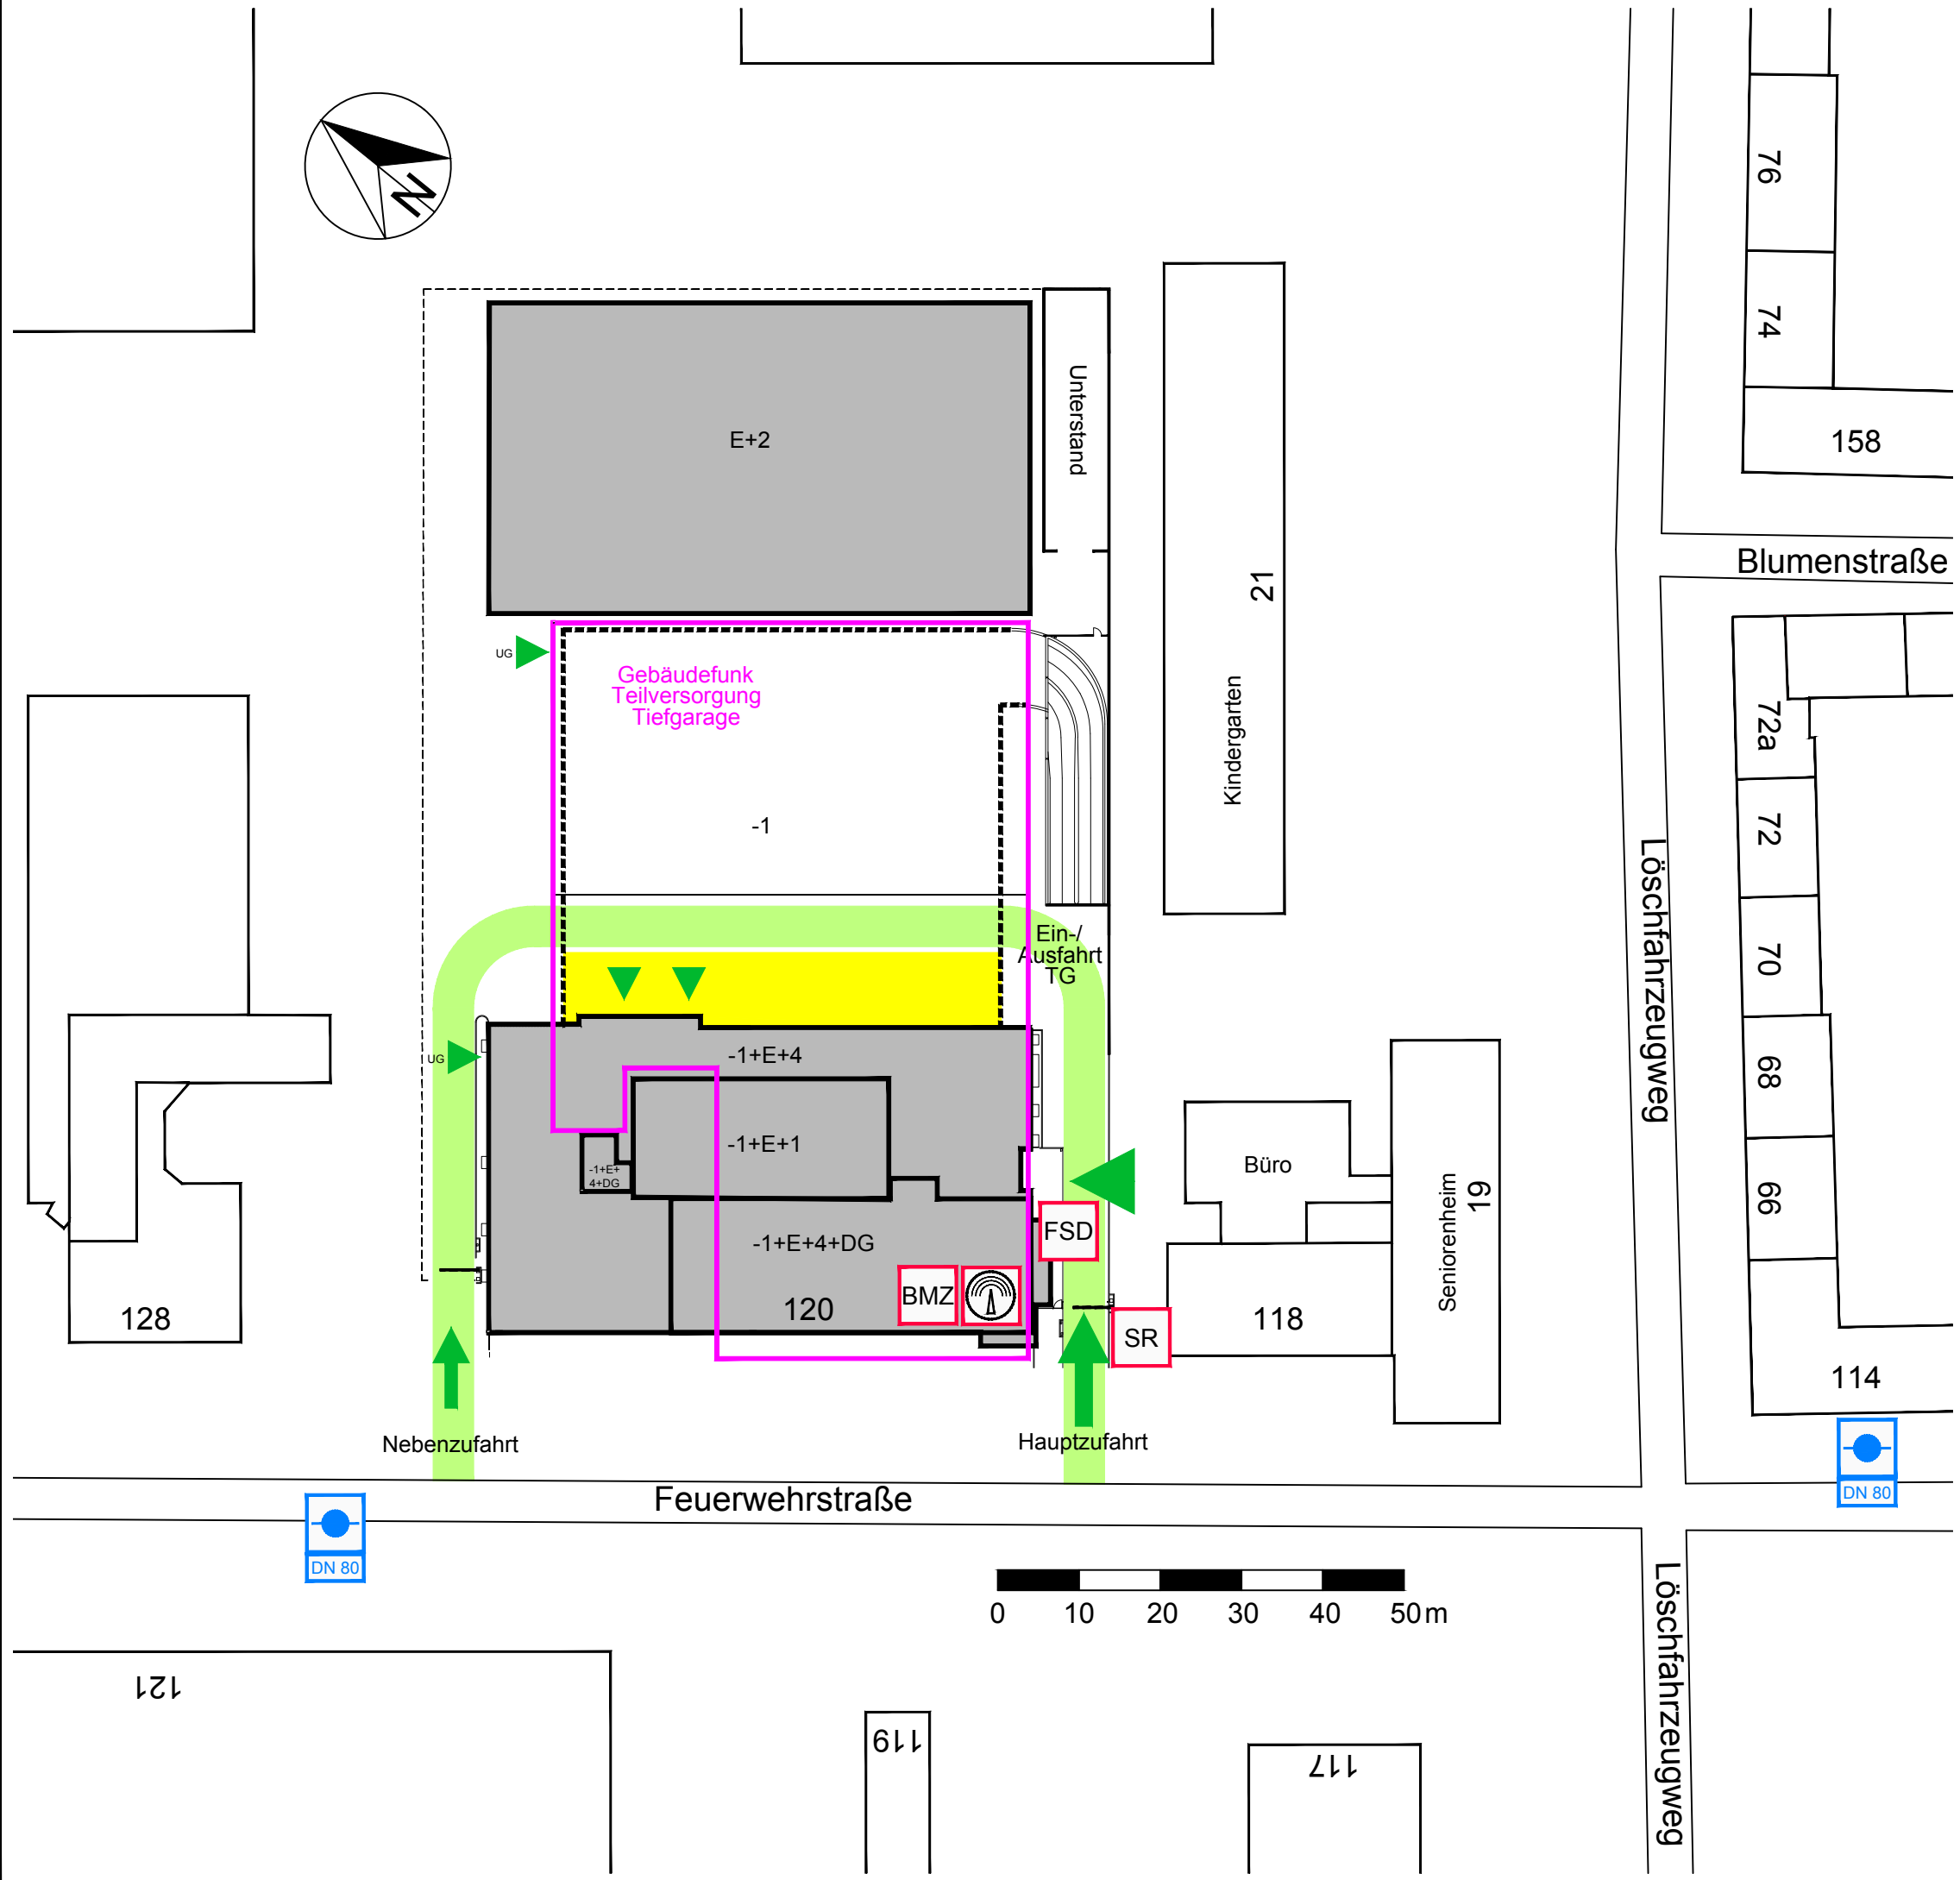 N
76
74
158
E+2
Unterstand
21
Kindergarten
Blumenstraße
UG
Gebäudefunk
Teilversorgung
Tiefgarage
72a
-1
72
Löschfahrzeugweg
70
Ein-/
Ausfahrt
TG
UG
-1+E+4
68
-1+E+1
-1+E+
4+DG
Büro
66
Seniorenheim
19
FSD
-1+E+4+DG
BMZ
120
128
SR
118
114
Nebenzufahrt
Hauptzufahrt
Feuerwehrstraße
DN 80
DN 80
0 10 20 30 40 50 m
Löschfahrzeugweg
121
119
117